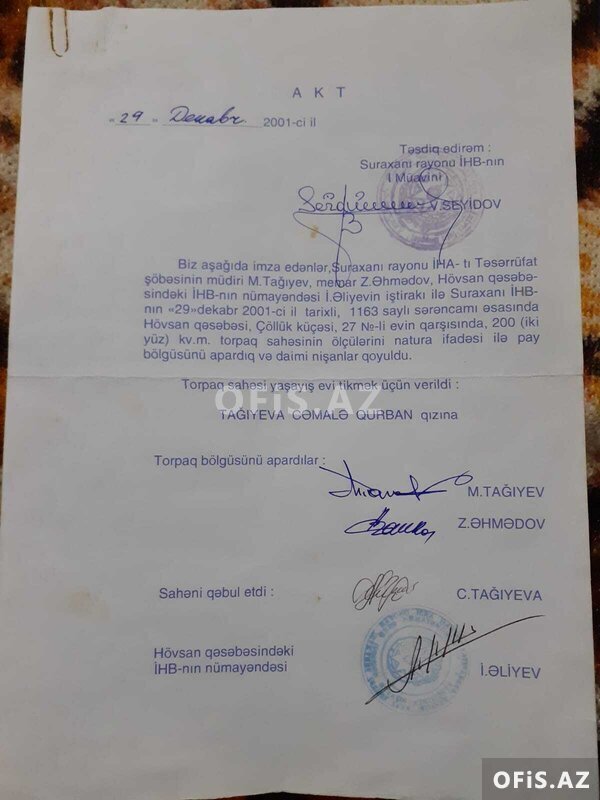 A K T
«29» Декабр. 2001-ci il
Təsdiq edirəm :
Suraxanı rayonu İHB-nın
I Müavini
V.SEYİDOV
Biz aşağıda imza edənlər,Suraxanı rayonu İHA- tı Təsərrüfat
şöbəsinin müdiri M.Tağıyev, memar Z.Əhmədov, Hövsan qəsəbə-
sindəki İHB-nın nümayəndəsi İ.Əliyevin iştirakı ilə Suraxanı İHB-
nın «29»dekabr 2001-ci il tarixli, 1163 saylı sərəncamı əsasında
Hövsan qəsəbəsi, Çöllük küçəsi, 27 №-li evin qarşısında, 200 (iki
yüz) kv.m. torpaq sahəsinin ölçülərini natura ifadəsi ilə pay
bölgüsünü apardıq və daimi nişanlar qoyuldu.
Torpaq sahəsi yaşayış evi tikmək üçün verildi :
OFiS.AZ
TAĞIYEVA CƏMALƏ QURBAN qızına
Torpaq bölgüsünü apardılar :
M.TAĞIYEV
Z.ƏHMƏDOV
Sahəni qəbul etdi :
C.TAĞIYEVA
Hövsan qəsəbəsindəki
İHB-nın nümayəndəsi
İ.ƏLİYEV
OFiS.AZ